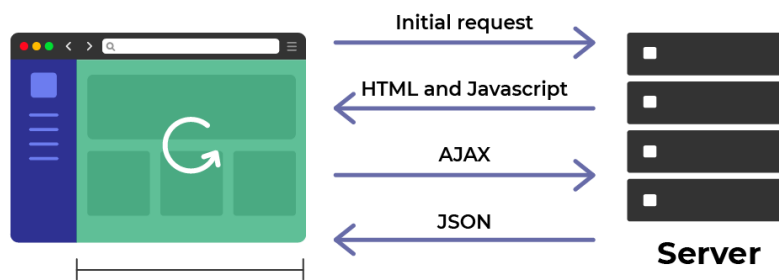 Initial request
HTML and Javascript
AJAX
JSON
Server